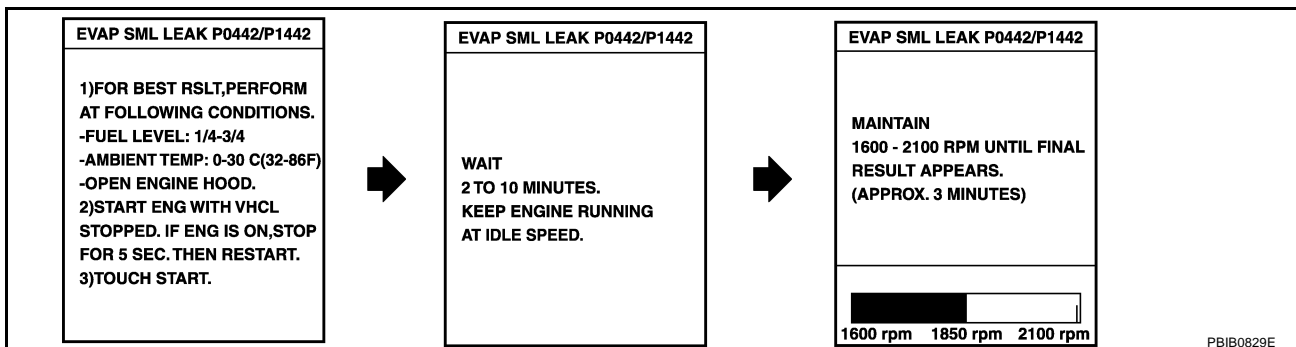 EVAP SML LEAK P0442/P1442
1)FOR BEST RSLT,PERFORM
AT FOLLOWING CONDITIONS.
-FUEL LEVEL: 1/4-3/4
-AMBIENT TEMP: 0-30 C(32-86F)
-OPEN ENGINE HOOD.
2)START ENG WITH VHCL
STOPPED. IF ENG IS ON,STOP
FOR 5 SEC. THEN RESTART.
3)TOUCH START.
EVAP SML LEAK P0442/P1442
WAIT
2 TO 10 MINUTES.
KEEP ENGINE RUNNING
AT IDLE SPEED.
EVAP SML LEAK P0442/P1442
MAINTAIN
1600 - 2100 RPM UNTIL FINAL
RESULT APPEARS.
(APPROX. 3 MINUTES)
1600 rpm 1850 rpm 2100 rpm
PBIB0829E